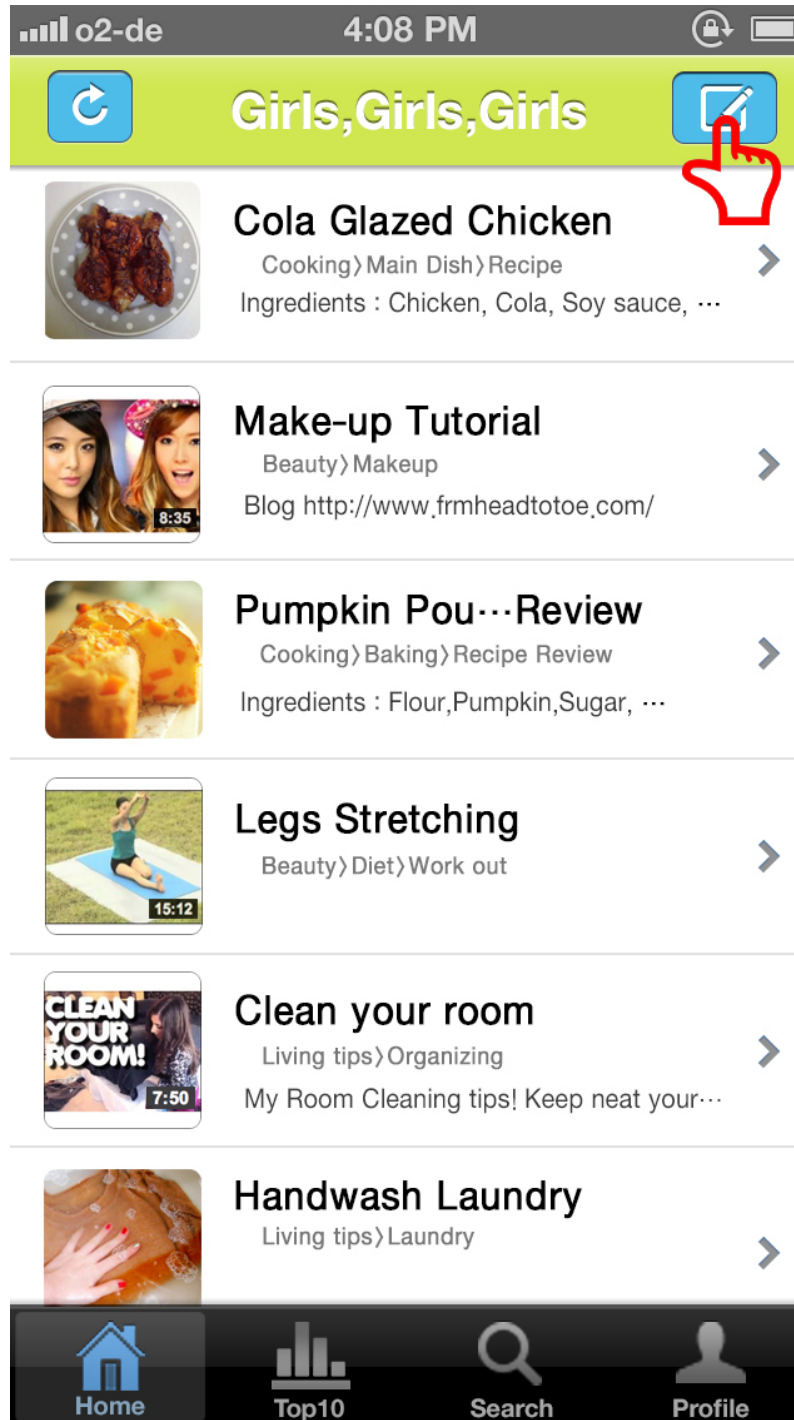 o2-de 4:08 PM
Girls,Girls,Girls
Cola Glazed Chicken
Cooking〉Main Dish〉Recipe
Ingredients : Chicken, Cola, Soy sauce, ···
Make-up Tutorial
Beauty〉Makeup
8:35
Blog http://www.frmheadtotoe.com/
Pumpkin Pou···Review
Cooking〉Baking〉Recipe Review
Ingredients : Flour,Pumpkin,Sugar, ···
Legs Stretching
Beauty〉Diet〉Work out
15:12
CLEAN
YOUR
ROOM!
7:50
Clean your room
Living tips〉Organizing
My Room Cleaning tips! Keep neat your···
Handwash Laundry
Living tips〉Laundry
Home Top10 Search Profile